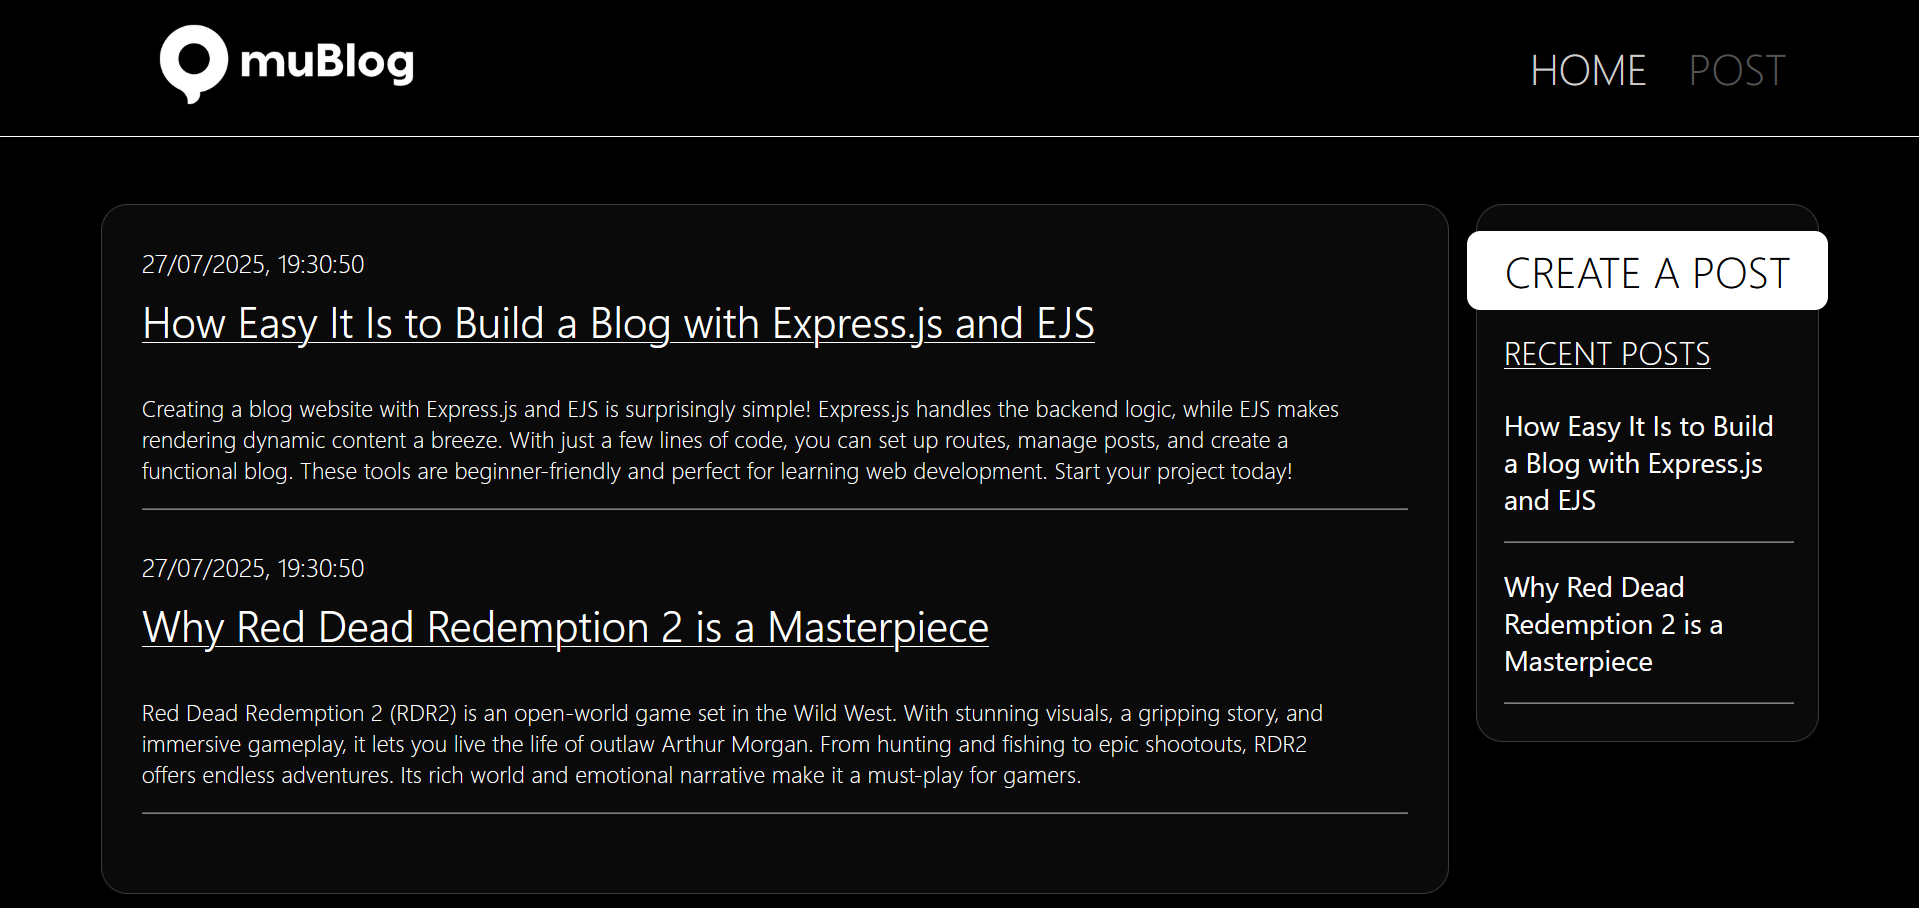 muBlog
HOME POST
27/07/2025, 19:30:50
How Easy It Is to Build a Blog with Express.js and EJS
Creating a blog website with Express.js and EJS is surprisingly simple! Express.js handles the backend logic, while EJS makes
rendering dynamic content a breeze. With just a few lines of code, you can set up routes, manage posts, and create a
functional blog. These tools are beginner-friendly and perfect for learning web development. Start your project today!
27/07/2025, 19:30:50
Why Red Dead Redemption 2 is a Masterpiece
Red Dead Redemption 2 (RDR2) is an open-world game set in the Wild West. With stunning visuals, a gripping story, and
immersive gameplay, it lets you live the life of outlaw Arthur Morgan. From hunting and fishing to epic shootouts, RDR2
offers endless adventures. Its rich world and emotional narrative make it a must-play for gamers.
CREATE A POST
RECENT POSTS
How Easy It Is to Build
a Blog with Express.js
and EJS
Why Red Dead
Redemption 2 is a
Masterpiece